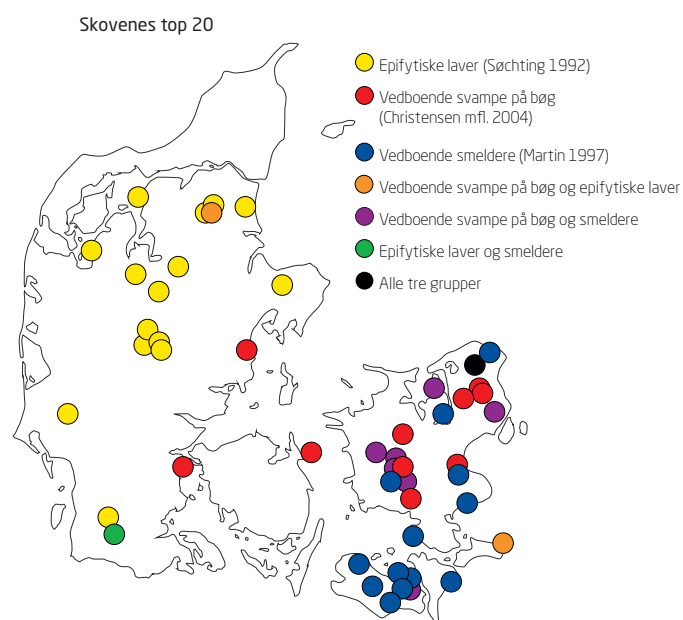 Skovenes top 20
Epifytiske laver (Søchting 1992)
Vedboende svampe på bøg
(Christensen mfl. 2004)
Vedboende smeldere (Martin 1997)
Vedboende svampe på bøg og epifytiske laver
Vedboende svampe på bøg og smeldere
Epifytiske laver og smeldere
Alle tre grupper